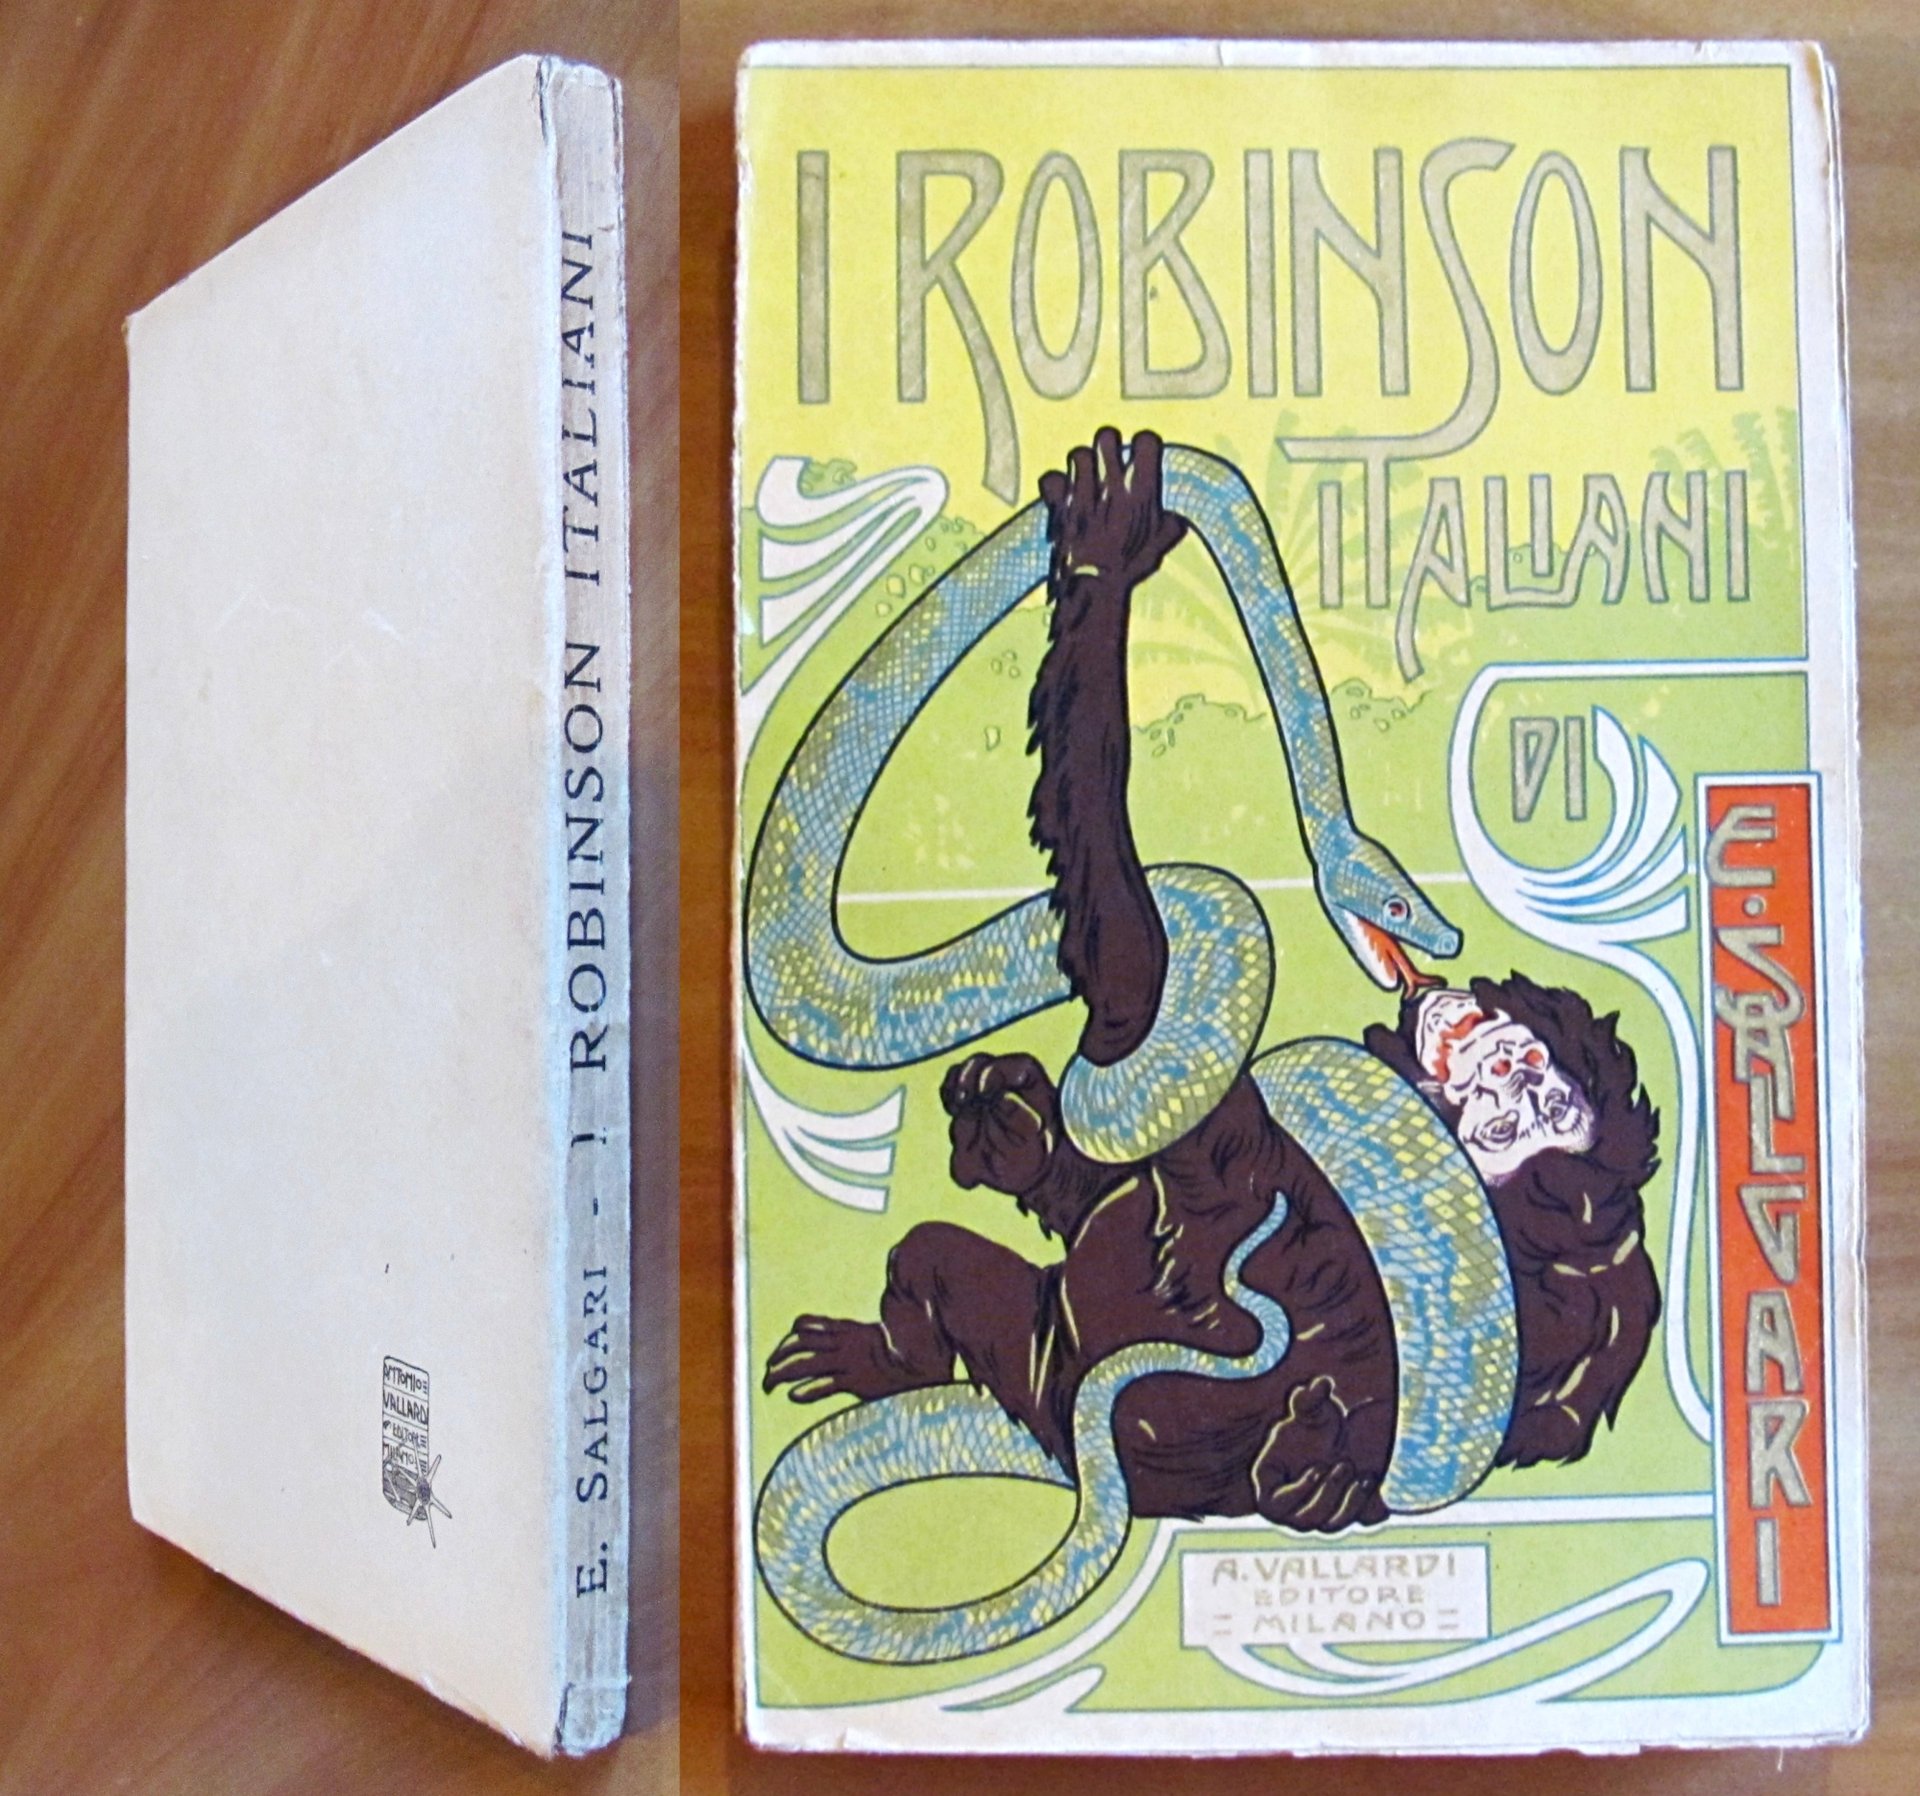 E. SALGARI - I ROBINSON ITALIANI
ANTONIO
VALLARDI
EDITORE
MILANO
I ROBINSON
ITALIANI
DI
E. SALGARI
A. VALLARDI
EDITORE
= MILANO =